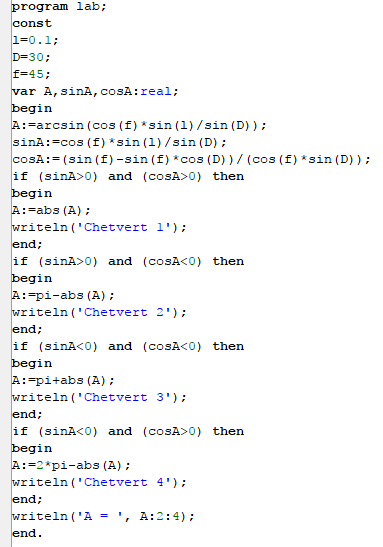 program lab;
const
l=0.1;
D=30;
f=45;
var A,sinA,cosA:real;
begin
A:=arcsin(cos(f)*sin(l)/sin(D));
sinA:=cos(f)*sin(l)/sin(D);
cosA:=(sin(f)-sin(f)*cos(D))/(cos(f)*sin(D));
if (sinA>0) and (cosA>0) then
begin
A:=abs(A);
writeln('Chetvert 1');
end;
if (sinA>0) and (cosA<0) then
begin
A:=pi-abs(A);
writeln('Chetvert 2');
end;
if (sinA<0) and (cosA<0) then
begin
A:=pi+abs(A);
writeln('Chetvert 3');
end;
if (sinA<0) and (cosA>0) then
begin
A:=2*pi-abs(A);
writeln('Chetvert 4');
end;
writeln('A = ', A:2:4);
end.